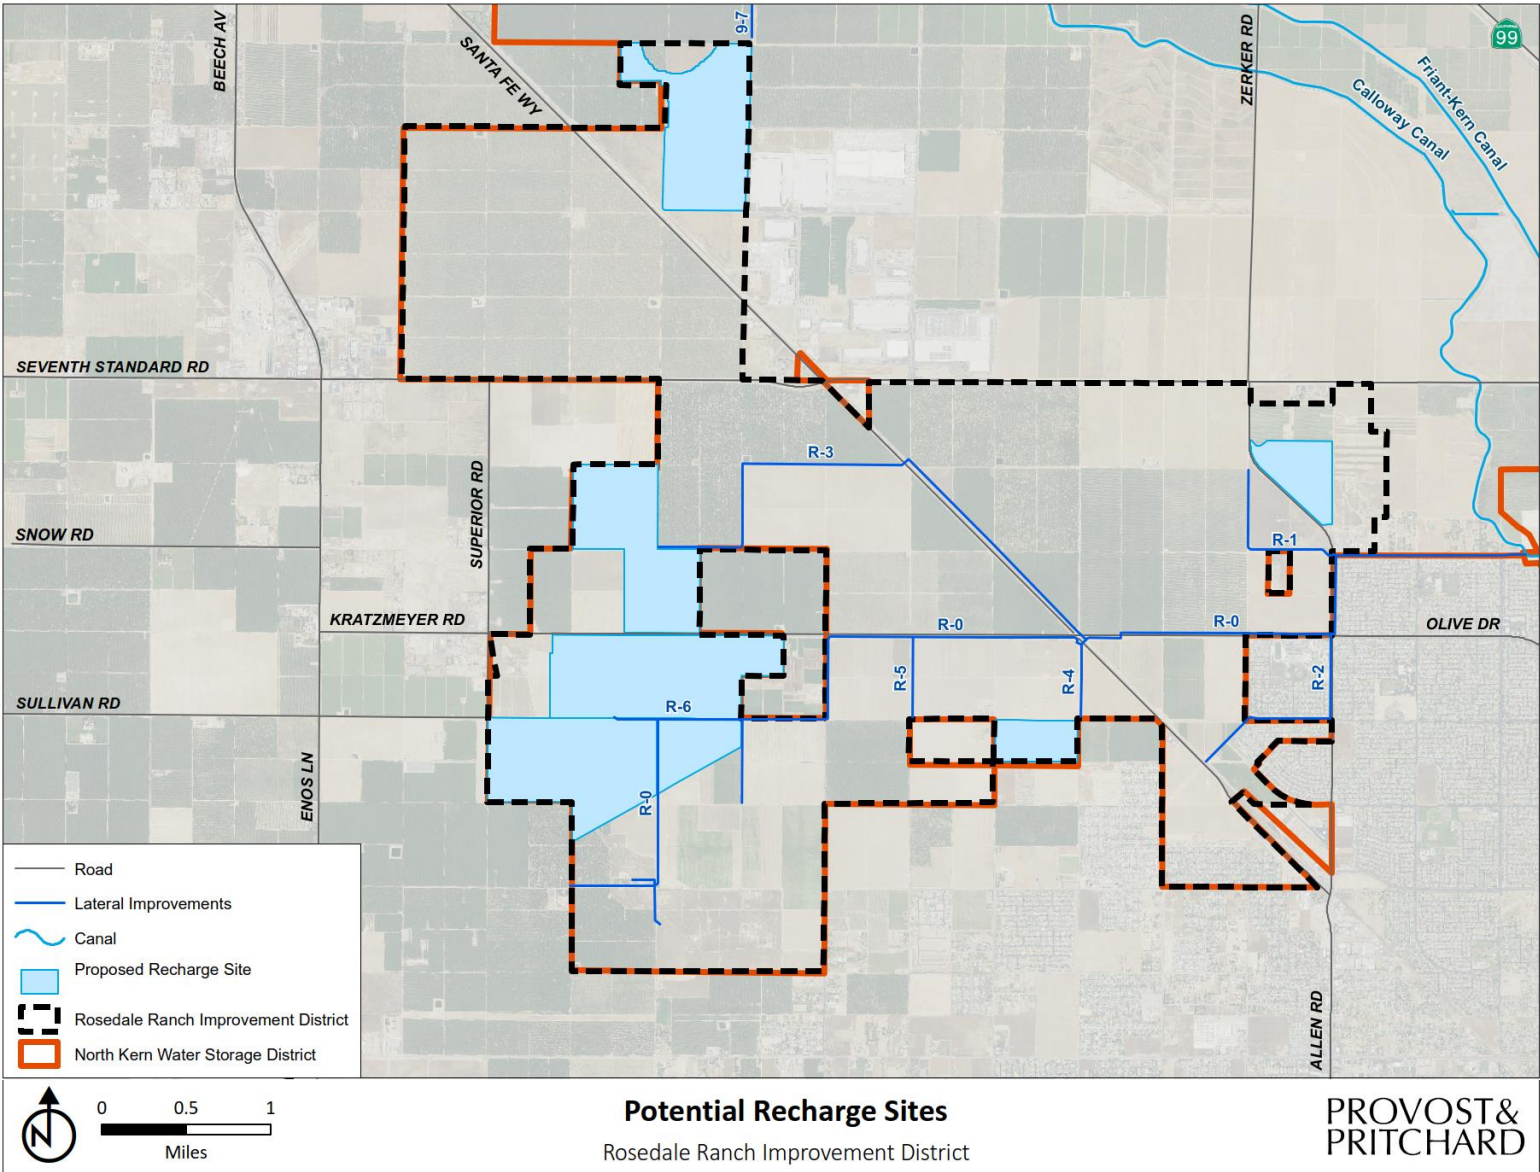 9-7
BEECH AV
SANTA FE WY
ZERKER RD
CALIFORNIA
99
Friant-Kern Canal
Calloway Canal
SEVENTH STANDARD RD
R-3
SUPERIOR RD
SNOW RD
R-1
KRATZMEYER RD
R-0
R-0
OLIVE DR
R-5
R-4
R-2
SULLIVAN RD
R-6
ENOS LN
R-0
ALLEN RD
Road
Lateral Improvements
Canal
Proposed Recharge Site
Rosedale Ranch Improvement District
North Kern Water Storage District
N
0 0.5 1
Miles
Potential Recharge Sites
Rosedale Ranch Improvement District
PROVOST&
PRITCHARD